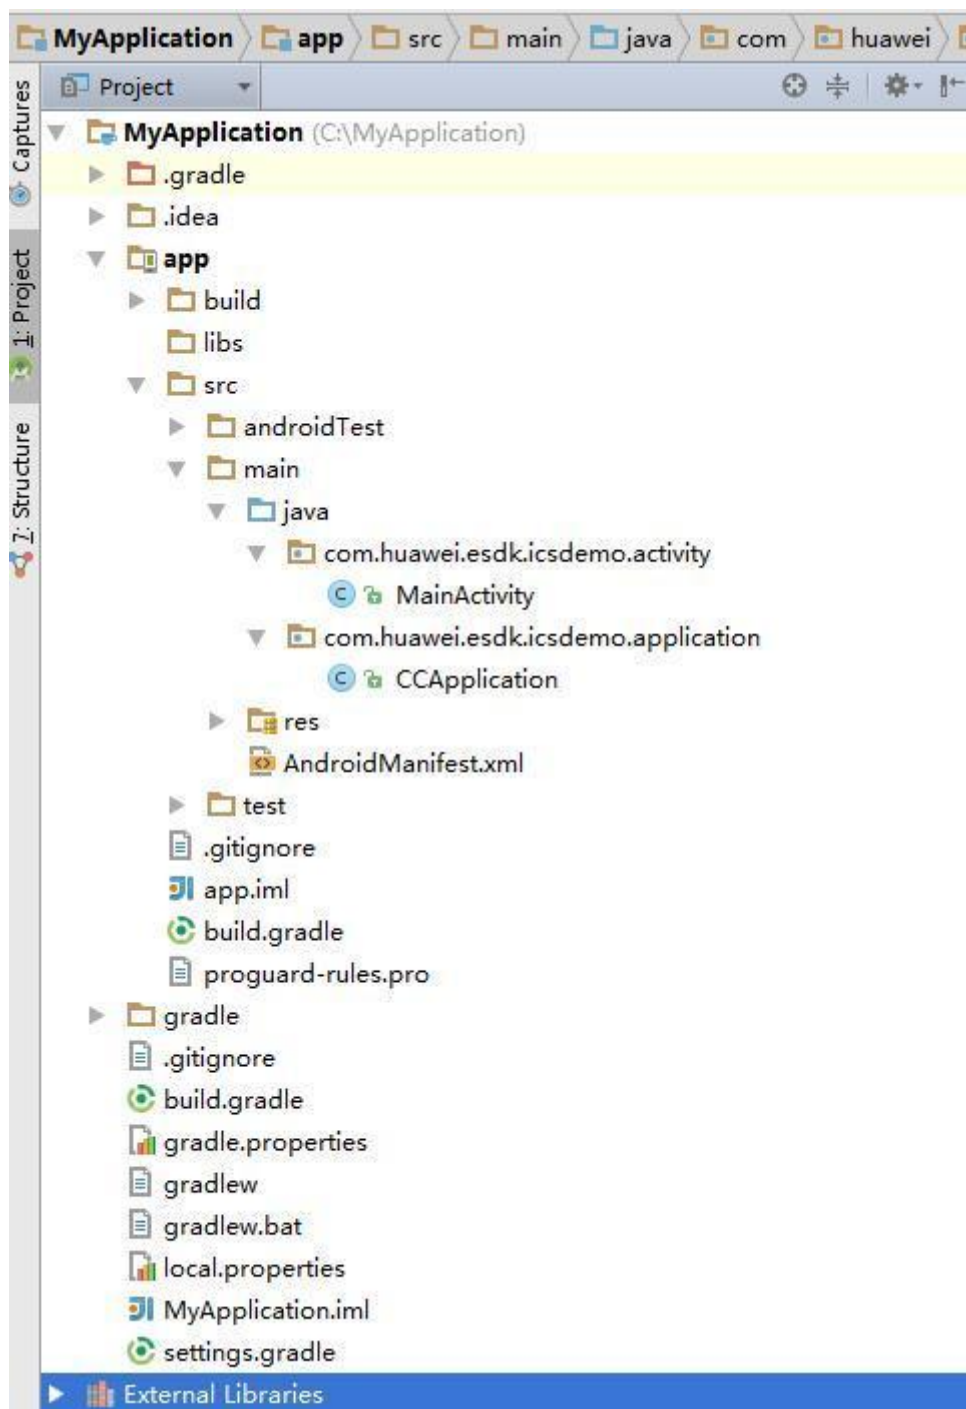 MyApplication app src main java com huawei
Project
Captures
1: Project
7: Structure
MyApplication (C:\MyApplication)
.gradle
.idea
app
build
libs
src
androidTest
main
java
com.huawei.esdk.icsdemo.activity
MainActivity
com.huawei.esdk.icsdemo.application
CCApplication
res
AndroidManifest.xml
test
.gitignore
app.iml
build.gradle
proguard-rules.pro
gradle
.gitignore
build.gradle
gradle.properties
gradlew
gradlew.bat
local.properties
MyApplication.iml
settings.gradle
External Libraries